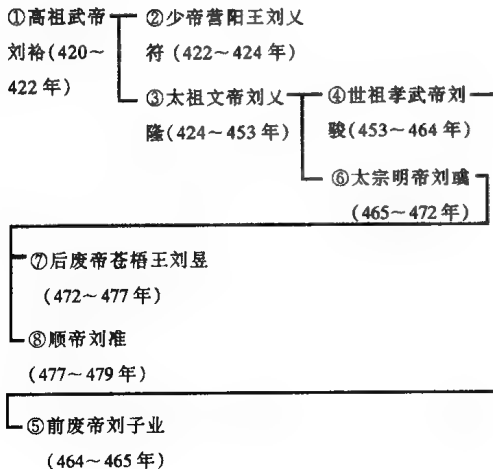 ①高祖武帝
刘裕(420～
422年)
②少帝营阳王刘乂
符(422～424年)
③太祖文帝刘乂
隆(424～453年)
④世祖孝武帝刘
骏(453～464年)
⑥太宗明帝刘彧
(465～472年)
⑦后废帝苍梧王刘昱
(472～477年)
⑧顺帝刘准
(477～479年)
⑤前废帝刘子业
(464～465年)